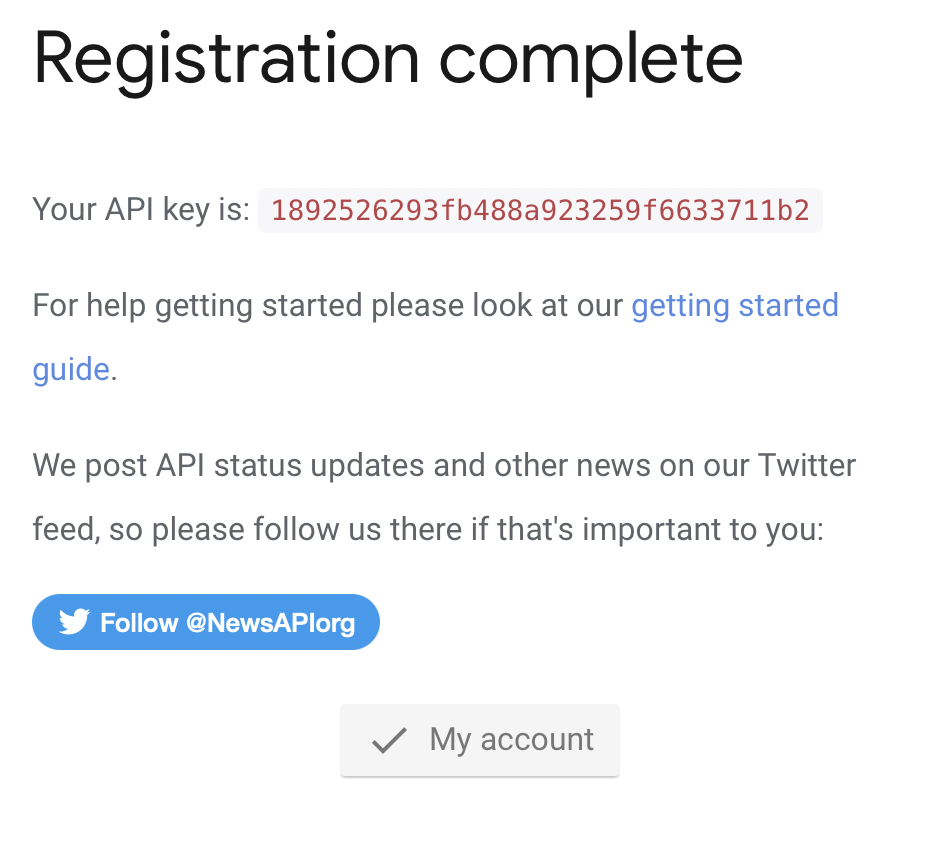 Registration complete
Your API key is: 1892526293fb488a923259f6633711b2
For help getting started please look at our getting started
guide.
We post API status updates and other news on our Twitter
feed, so please follow us there if that's important to you:
Follow @NewsAPIorg
My account